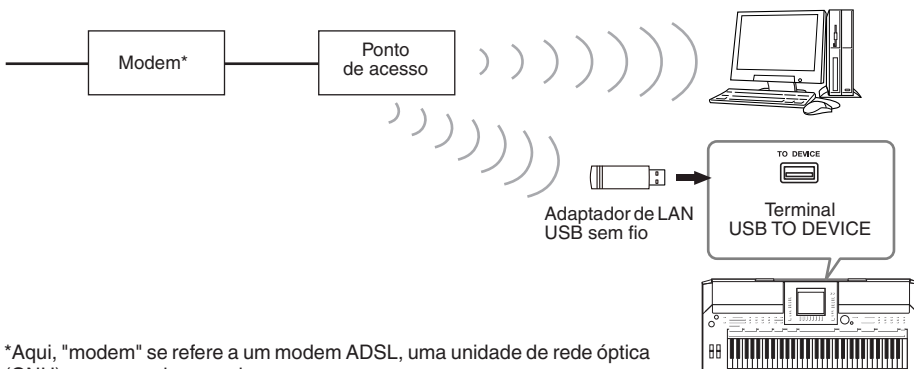 Modem*
Ponto
de acesso
TO DEVICE
Terminal
USB TO DEVICE
Adaptador de LAN
USB sem fio
*Aqui, "modem" se refere a um modem ADSL, uma unidade de rede óptica